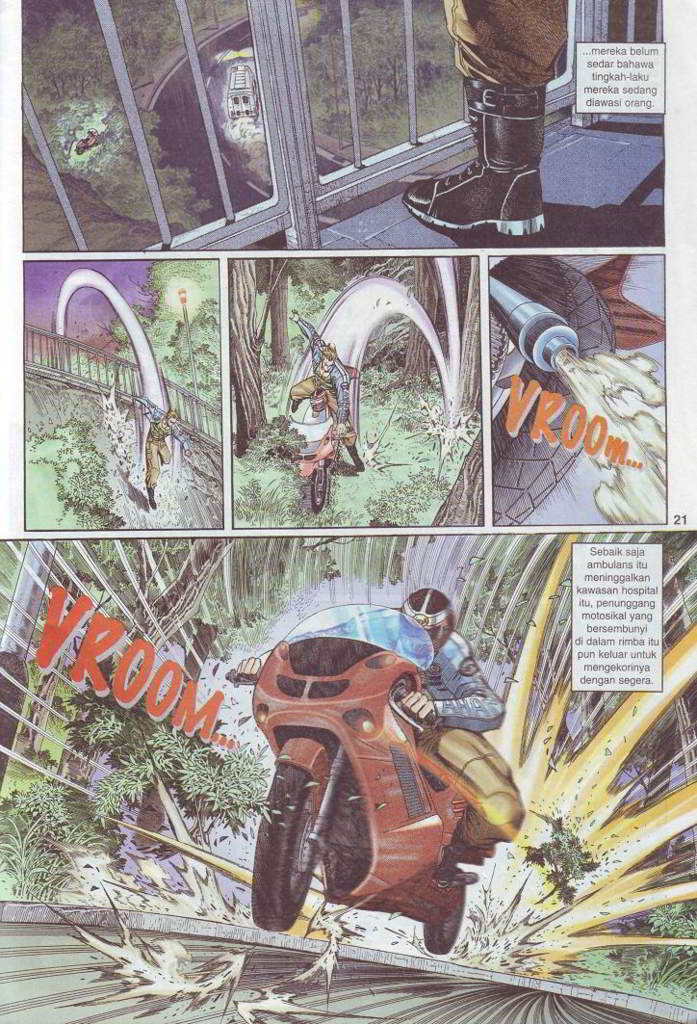 ...mereka belum
sedar bahawa
tingkah-laku
mereka sedang
diawasi orang.
VROOm...
21
VROOM...
Sebaik saja
ambulans itu
meninggalkan
kawasan hospital
itu, penunggang
motosikal yang
bersembunyi
di dalam rimba itu
pun keluar untuk
mengekorinya
dengan segera.